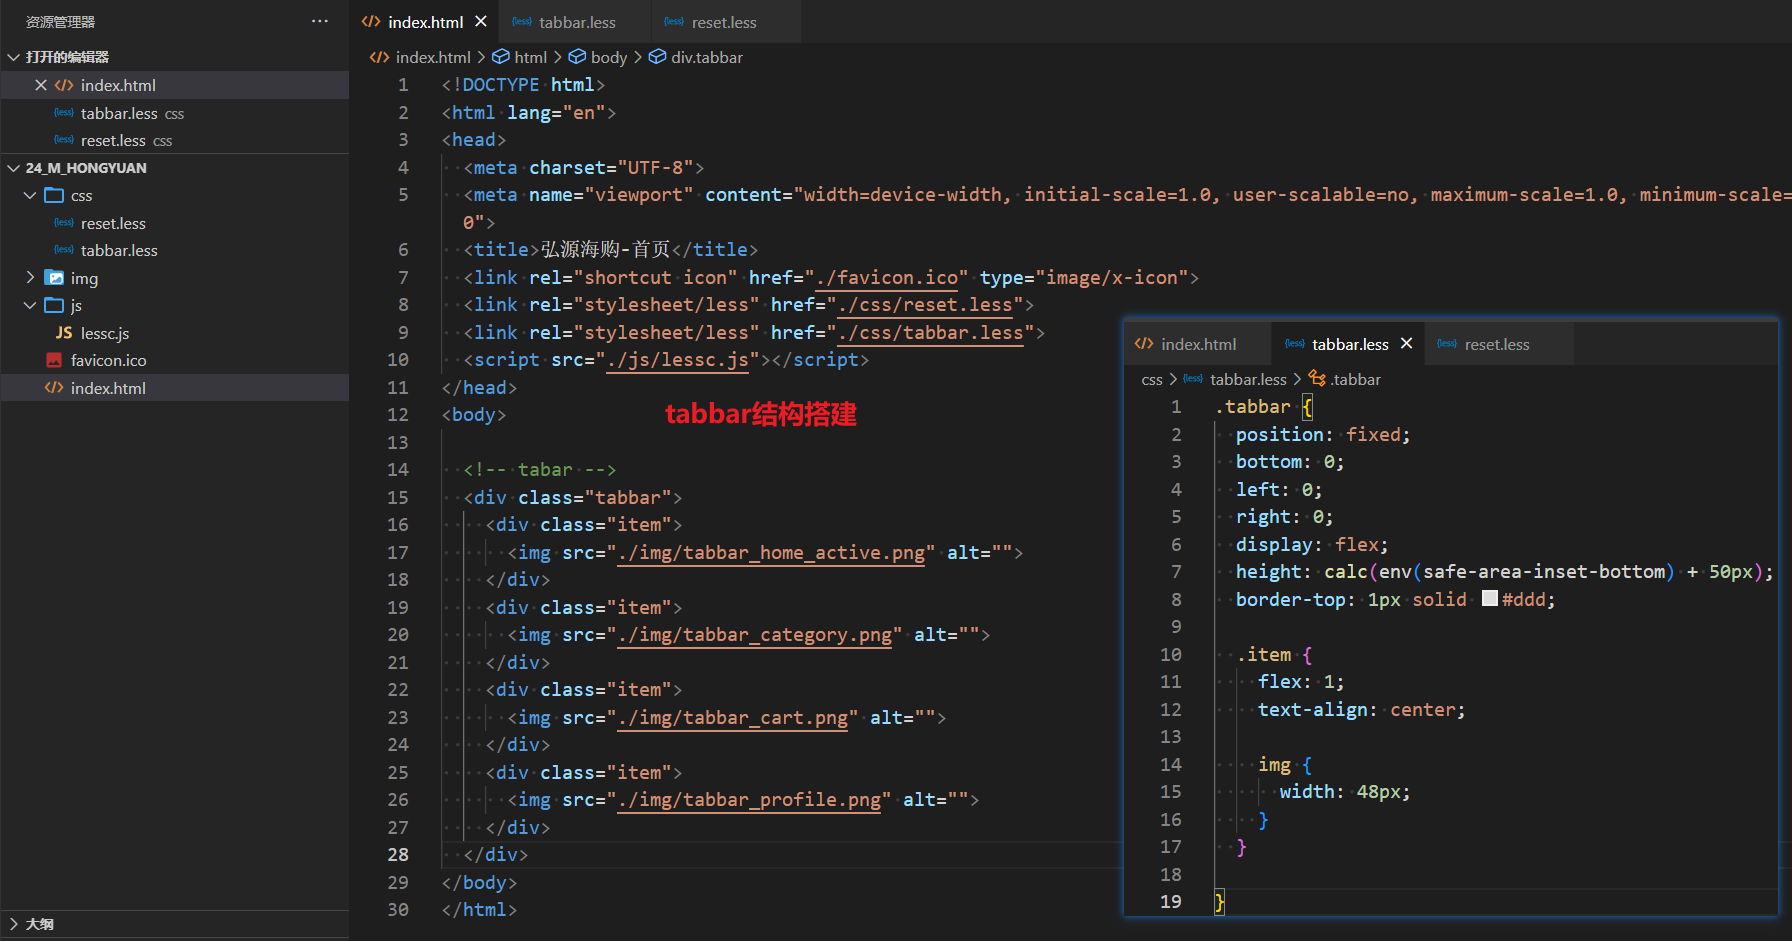 资源管理器 ···
打开的编辑器
index.html
tabbar.less css
reset.less css
24_M_HONGYUAN
css
reset.less
tabbar.less
img
js
JS lessc.js
favicon.ico
index.html
大纲
index.html tabbar.less reset.less
index.html > html > body > div.tabbar
1 <!DOCTYPE html>
2 <html lang="en">
3 <head>
4 <meta charset="UTF-8">
5 <meta name="viewport" content="width=device-width, initial-scale=1.0, user-scalable=no, maximum-scale=1.0, minimum-scale=
0">
6 <title>弘源海购-首页</title>
7 <link rel="shortcut icon" href="./favicon.ico" type="image/x-icon">
8 <link rel="stylesheet/less" href="./css/reset.less">
9 <link rel="stylesheet/less" href="./css/tabbar.less">
10 <script src="./js/lessc.js"></script>
11 </head>
12 <body>
tabbar结构搭建
13
14 <!-- tabar -->
15 <div class="tabbar">
16 <div class="item">
17 <img src="./img/tabbar_home_active.png" alt="">
18 </div>
19 <div class="item">
20 <img src="./img/tabbar_category.png" alt="">
21 </div>
22 <div class="item">
23 <img src="./img/tabbar_cart.png" alt="">
24 </div>
25 <div class="item">
26 <img src="./img/tabbar_profile.png" alt="">
27 </div>
28 </div>
29 </body>
30 </html>
index.html tabbar.less reset.less
css > tabbar.less > .tabbar
1 .tabbar {
2 position: fixed;
3 bottom: 0;
4 left: 0;
5 right: 0;
6 display: flex;
7 height: calc(env(safe-area-inset-bottom) + 50px);
8 border-top: 1px solid #ddd;
9
10 .item {
11 flex: 1;
12 text-align: center;
13
14 img {
15 width: 48px;
16 }
17 }
18
19 }